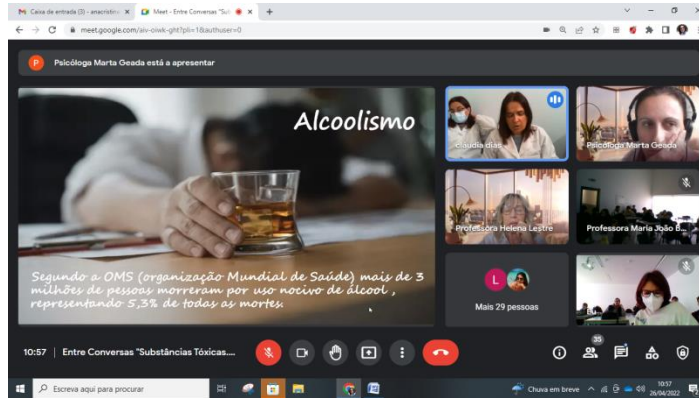 Caixa de entrada (3) - anacristin
Meet - Entre Conversas "Sub
meet.google.com/aiv-oiwk-ght?pli=1&authuser=0
P Psicóloga Marta Geada está a apresentar
Alcoolismo
Segundo a OMS (organização Mundial de Saúde) mais de 3
milhões de pessoas morreram por uso nocivo de álcool ,
representando 5,3% de todas as mortes.
claudia dias
Psicóloga Marta Geada
Professora Helena Lestre
Professora Maria João B...
L
Mais 29 pessoas
Eu
10:57 | Entre Conversas "Substâncias Tóxicas....
35
Escreva aqui para procurar
Chuva em breve
10:57
26/04/2022